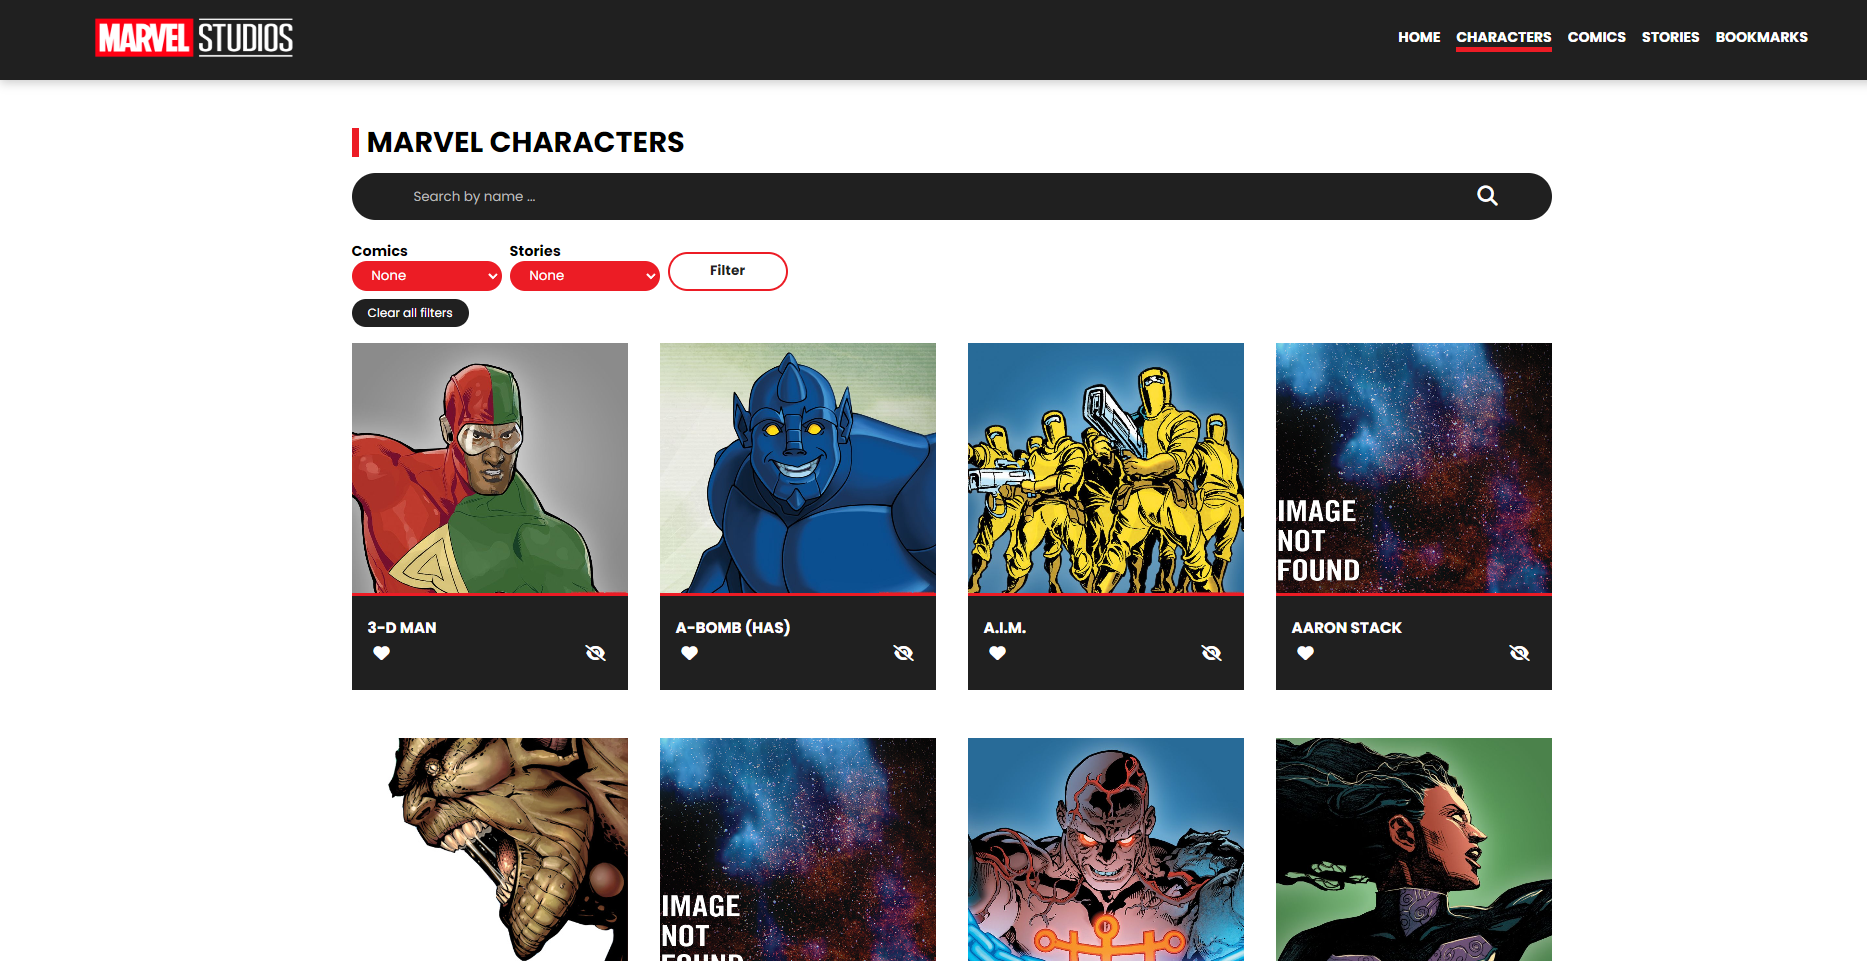 MARVEL STUDIOS
HOME CHARACTERS COMICS STORIES BOOKMARKS
MARVEL CHARACTERS
Search by name ...
Comics Stories
None None Filter
Clear all filters
IMAGE
NOT
FOUND
3-D MAN A-BOMB (HAS) A.I.M. AARON STACK
IMAGE
NOT
FOUND